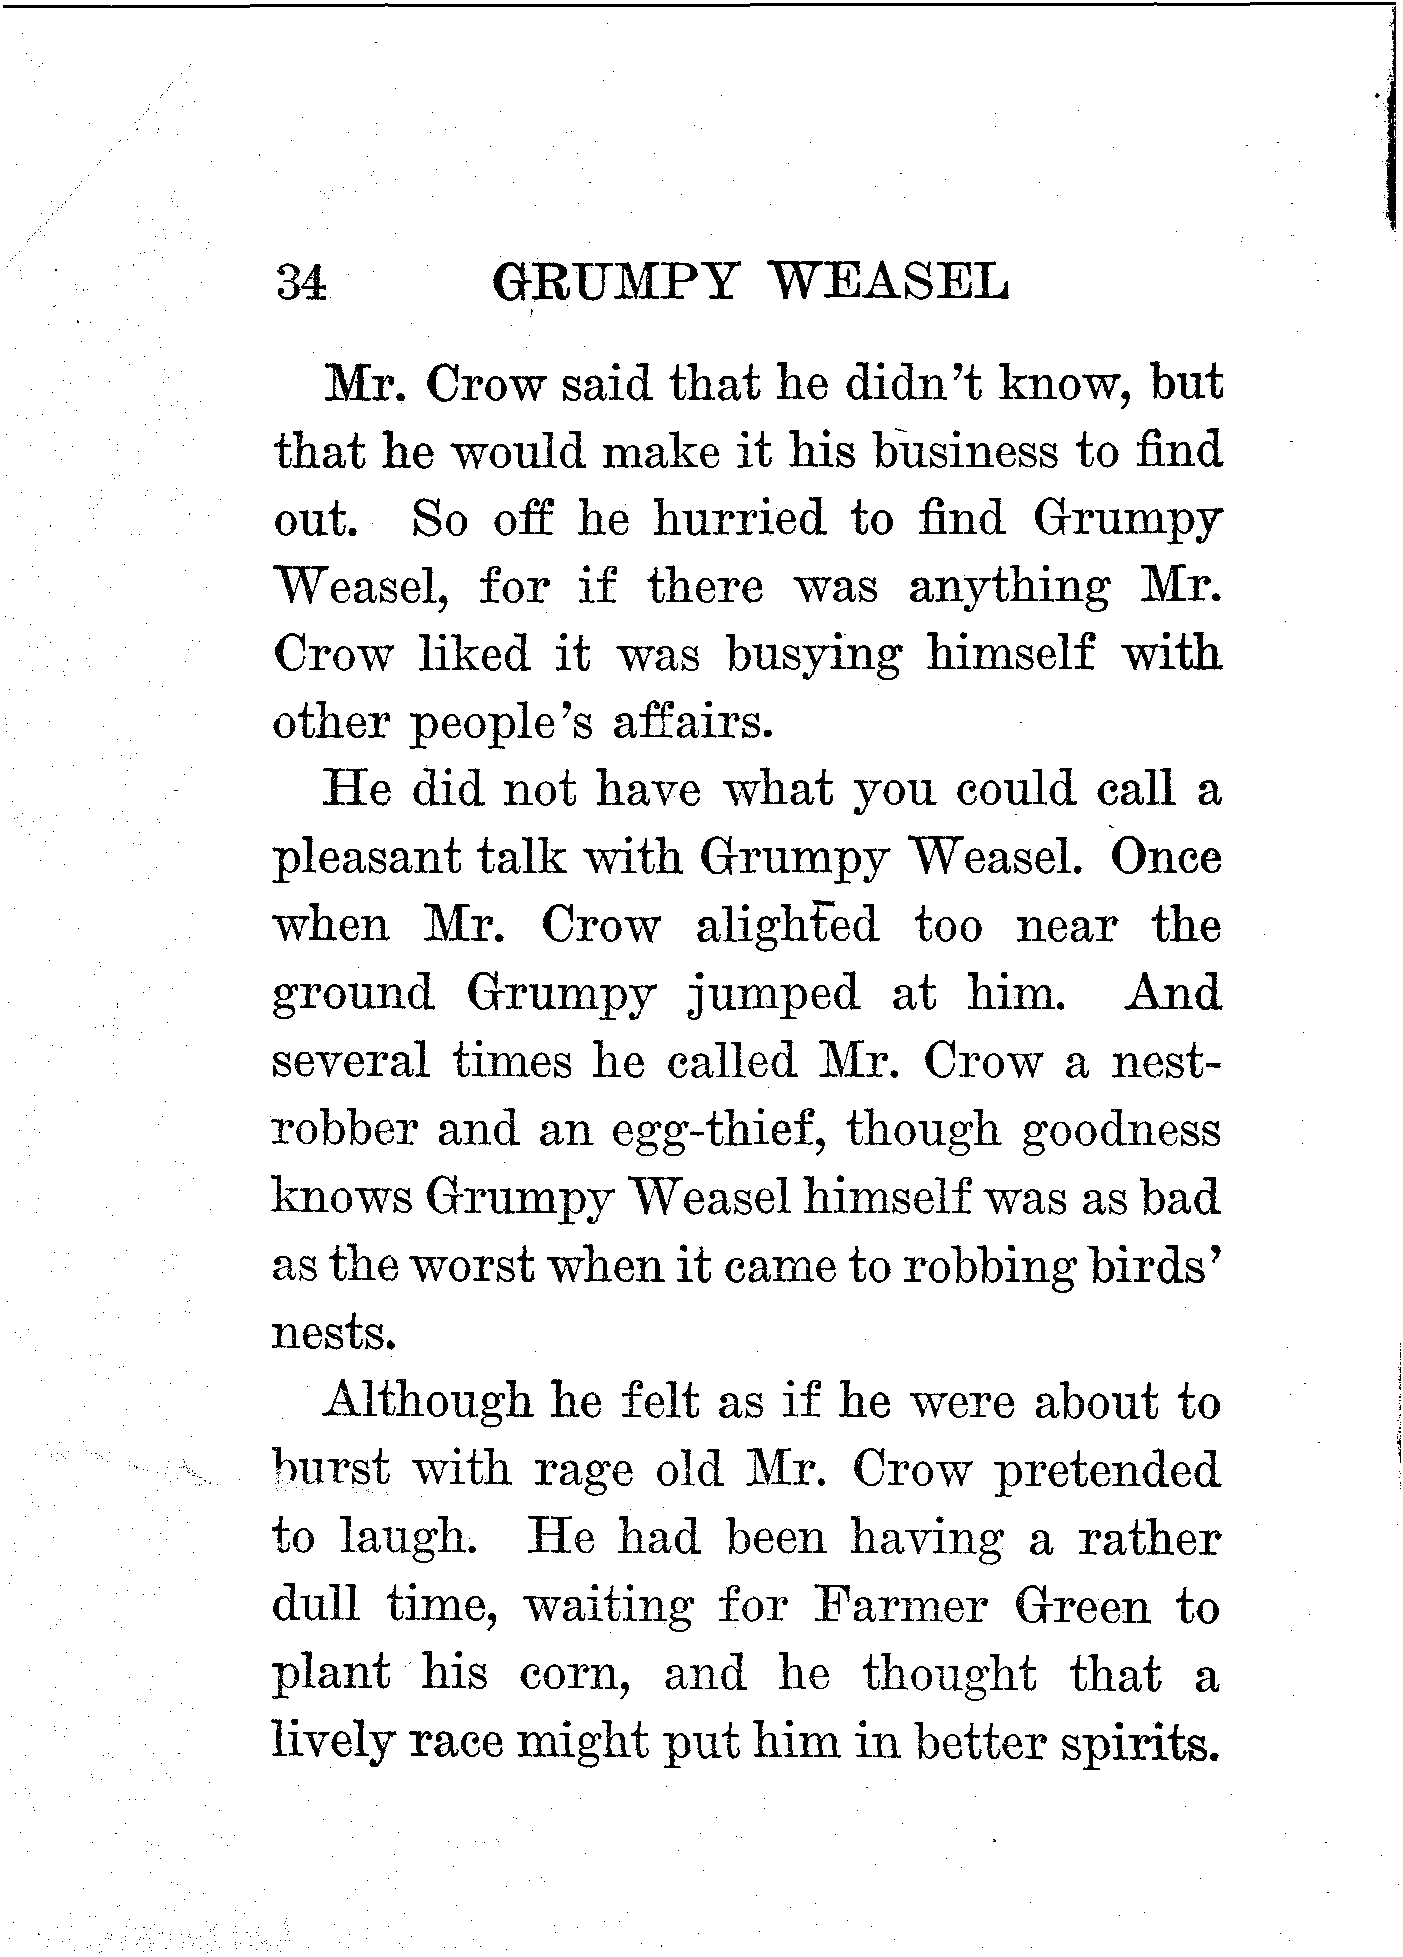 34 GRUMPY WEASEL
Mr. Crow said that he didn't know, but
that he would make it his business to find
out. So off he hurried to find Grumpy
Weasel, for if there was anything Mr.
Crow liked it was busying himself with
other people's affairs.
He did not have what you could call a
pleasant talk with Grumpy Weasel. Once
when Mr. Crow alighted too near the
ground Grumpy jumped at him. And
several times he called Mr. Crow a nest-
robber and an egg-thief, though goodness
knows Grumpy Weasel himself was as bad
as the worst when it came to robbing birds'
nests.
Although he felt as if he were about to
burst with rage old Mr. Crow pretended
to laugh. He had been having a rather
dull time, waiting for Farmer Green to
plant his corn, and he thought that a
lively race might put him in better spirits.